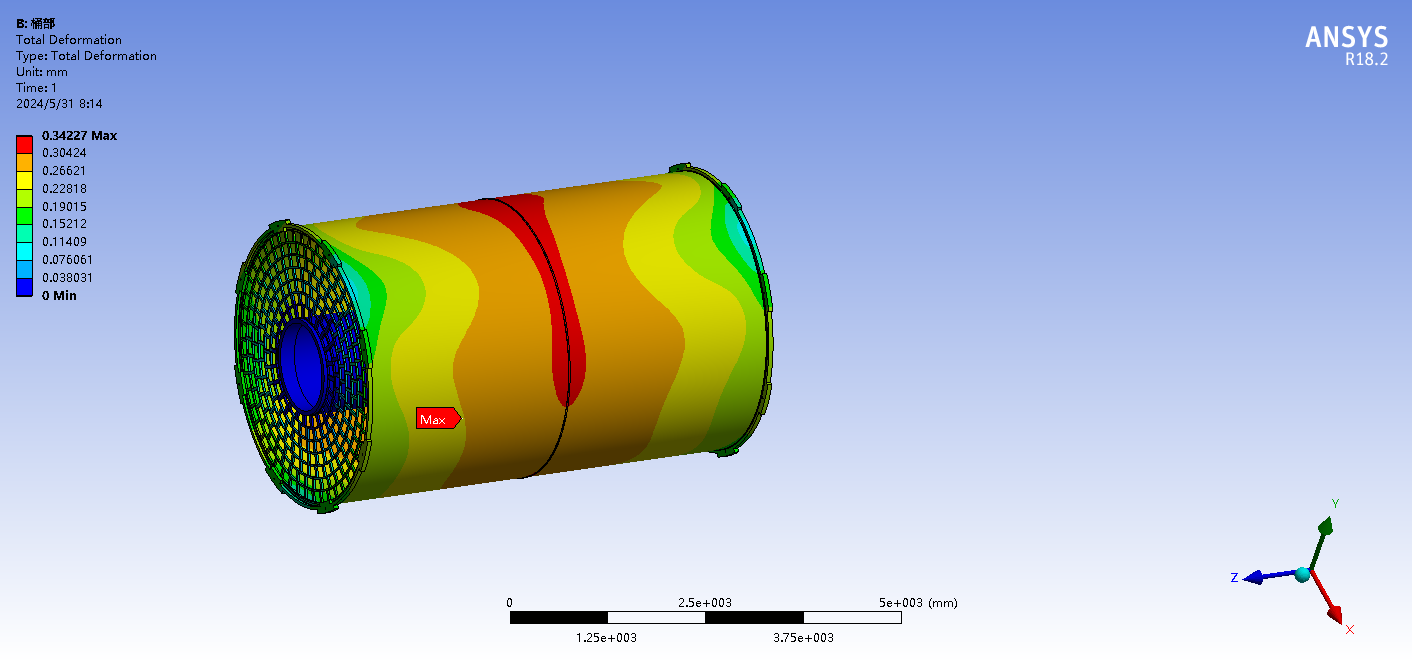 B: 桶部
Total Deformation
Type: Total Deformation
Unit: mm
Time: 1
2024/5/31 8:14
ANSYS
R18.2
0.34227 Max
0.30424
0.26621
0.22818
0.19015
0.15212
0.11409
0.076061
0.038031
0 Min
Max
Y
Z
X
0 2.5e+003 5e+003 (mm)
1.25e+003 3.75e+003